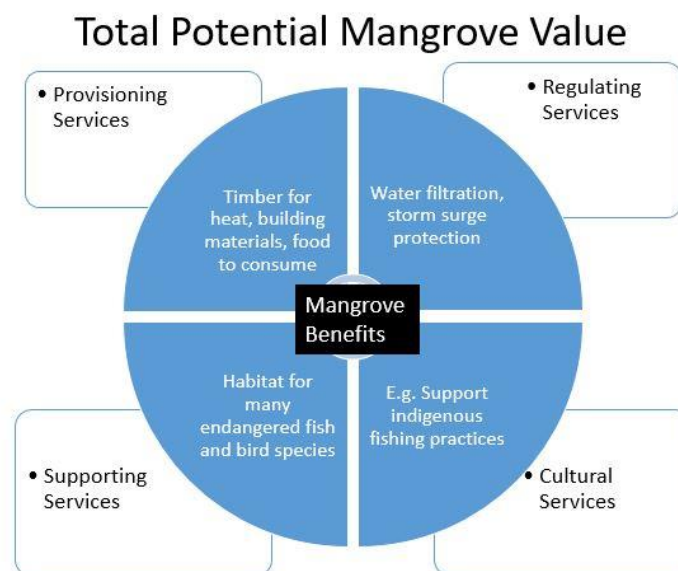 Total Potential Mangrove Value
• Provisioning
Services
• Regulating
Services
Timber for
heat, building
materials, food
to consume
Water filtration,
storm surge
protection
Mangrove
Benefits
Habitat for
many
endangered fish
and bird species
E.g. Support
indigenous
fishing practices
• Supporting
Services
• Cultural
Services